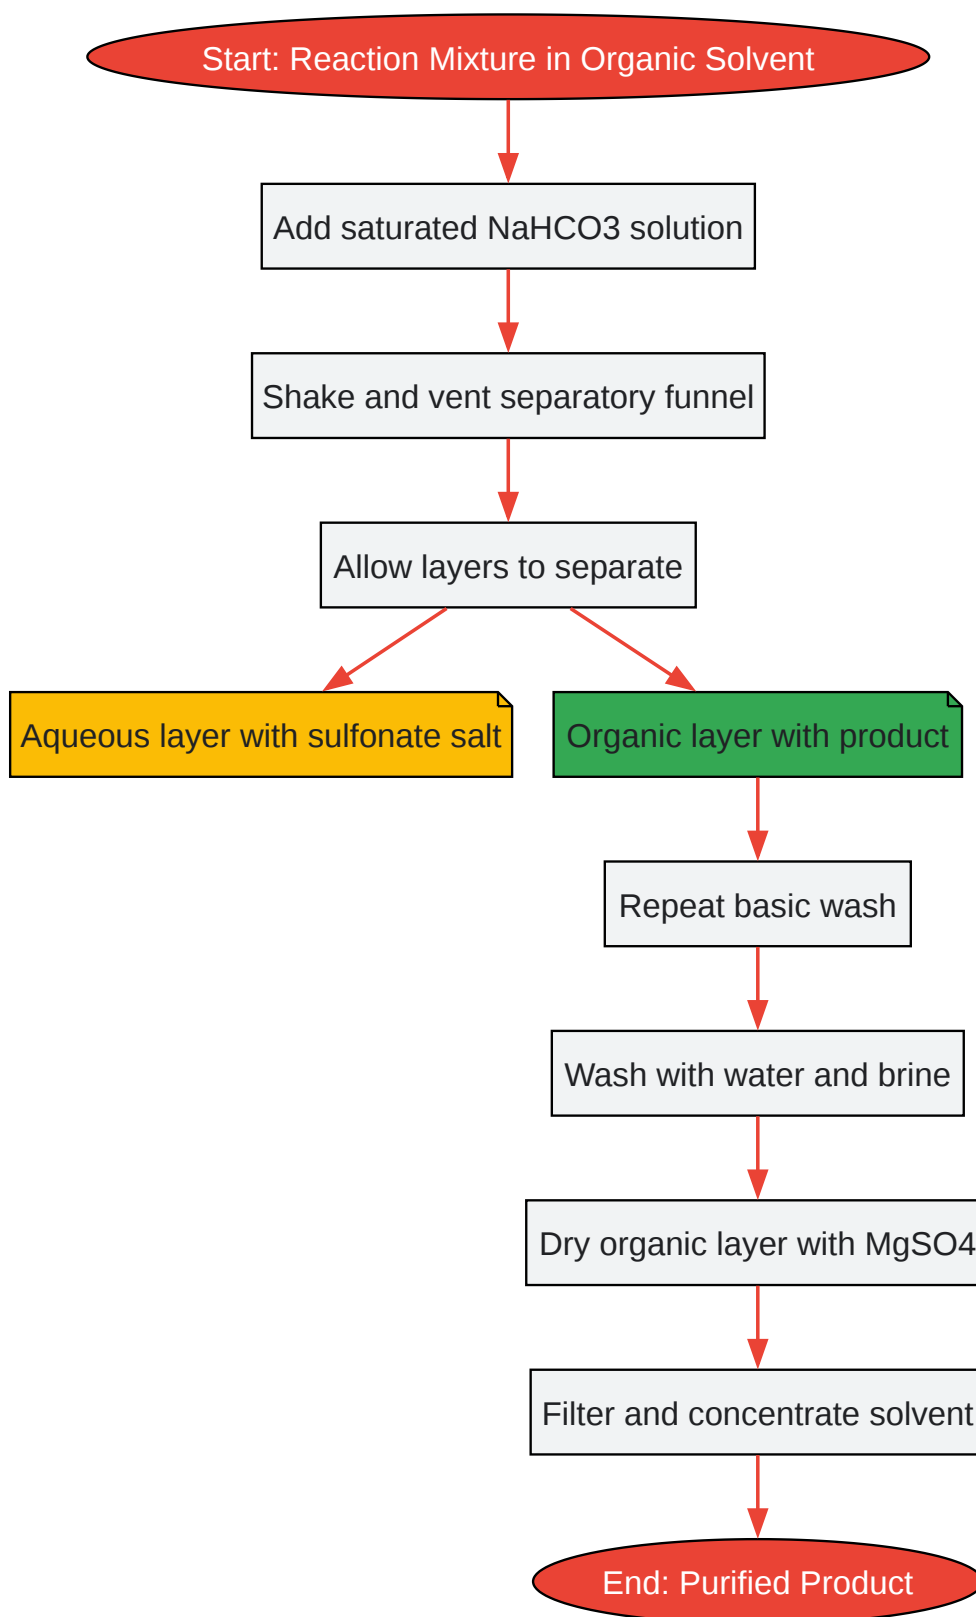 Start: Reaction Mixture in Organic Solvent
Add saturated NaHCO3 solution
Shake and vent separatory funnel
Allow layers to separate
Aqueous layer with sulfonate salt
Organic layer with product
Repeat basic wash
Wash with water and brine
Dry organic layer with MgSO4
Filter and concentrate solvent
End: Purified Product